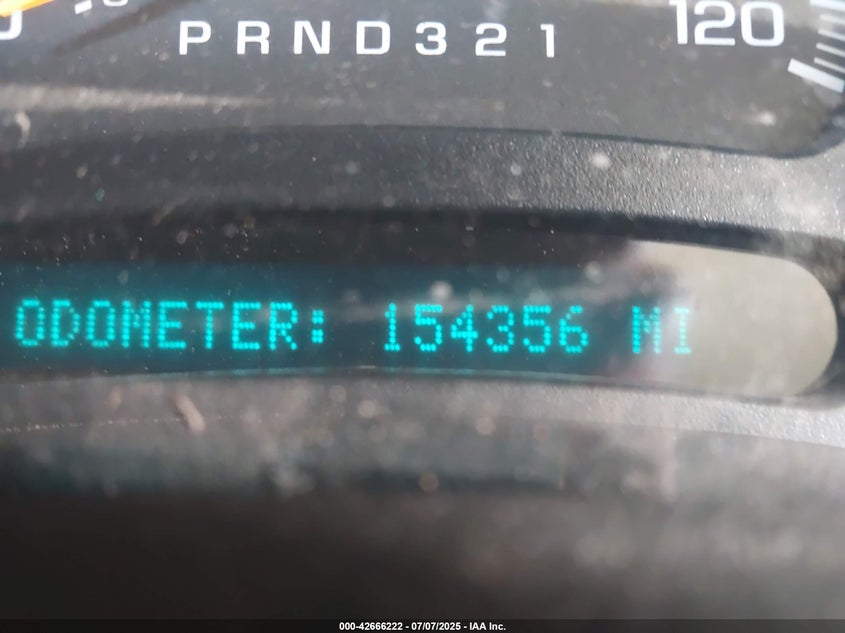 PRND321
120
ODOMETER: 154356 MI
000-42666222 - 07/07/2025 - IAA Inc.